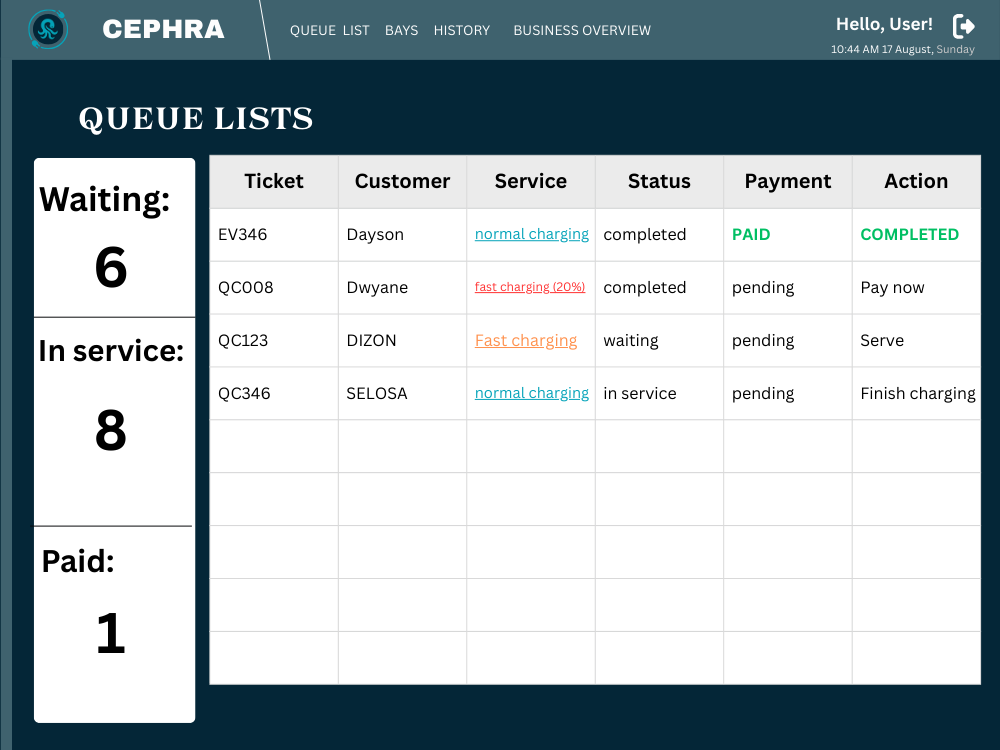 CEPHRA
QUEUE LIST BAYS HISTORY BUSINESS OVERVIEW
Hello, User!
10:44 AM 17 August, Sunday
QUEUE LISTS
Waiting:
6
In service:
8
Paid:
1
Ticket Customer Service Status Payment Action
EV346 Dayson normal charging completed PAID COMPLETED
QC008 Dwyane fast charging (20%) completed pending Pay now
QC123 DIZON Fast charging waiting pending Serve
QC346 SELOSA normal charging in service pending Finish charging